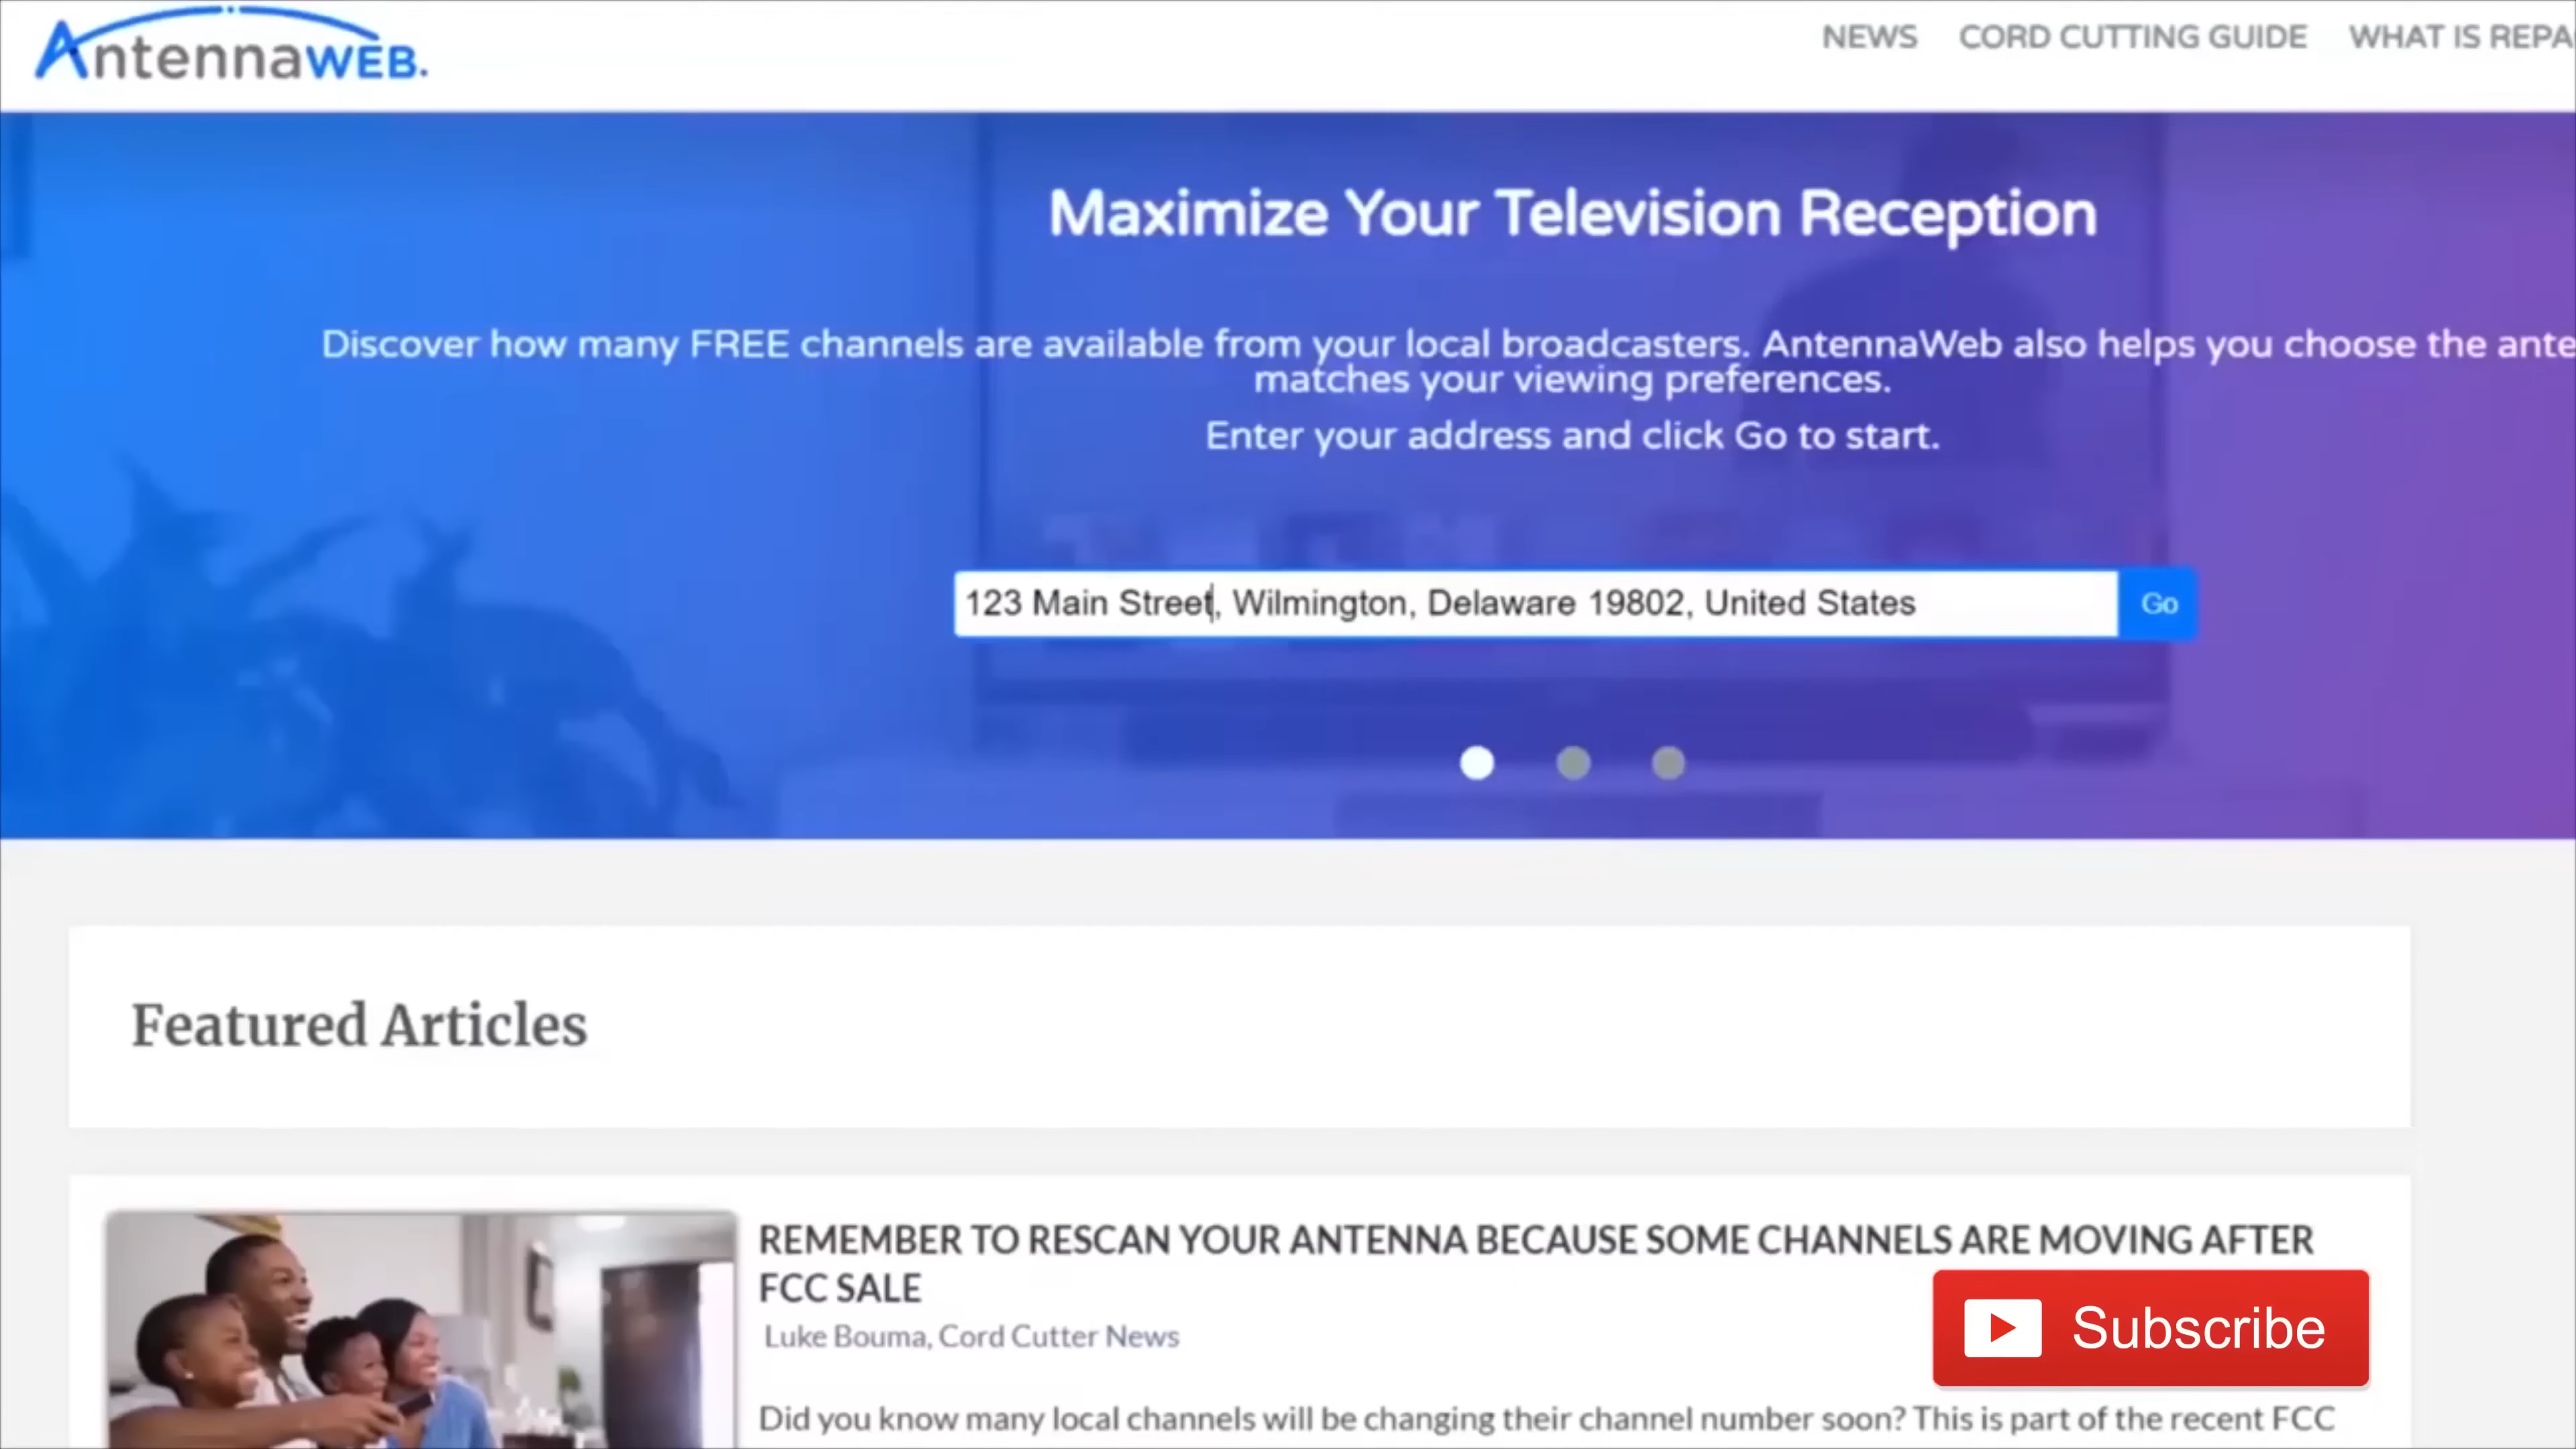 AntennaWEB.
NEWS CORD CUTTING GUIDE WHAT IS REPA
Maximize Your Television Reception
Discover how many FREE channels are available from your local broadcasters. AntennaWeb also helps you choose the ante
matches your viewing preferences.
Enter your address and click Go to start.
123 Main Street, Wilmington, Delaware 19802, United States Go
Featured Articles
REMEMBER TO RESCAN YOUR ANTENNA BECAUSE SOME CHANNELS ARE MOVING AFTER
FCC SALE
Luke Bouma, Cord Cutter News
Subscribe
Did you know many local channels will be changing their channel number soon? This is part of the recent FCC